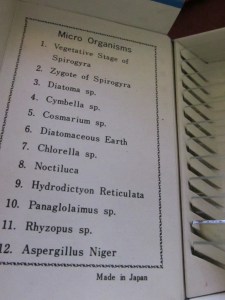 Micro Organisms
1. Vegetative Stage of
Spirogyra
2. Zygote of Spirogyra
3. Diatoma sp.
4. Cymbella sp.
5. Cosmarium sp.
6. Diatomaceous Earth
7. Chlorella sp.
8. Noctiluca
9. Hydrodictyon Reticulata
10. Panaglolaimus sp.
11. Rhyzopus sp.
12. Aspergillus Niger
Made in Japan